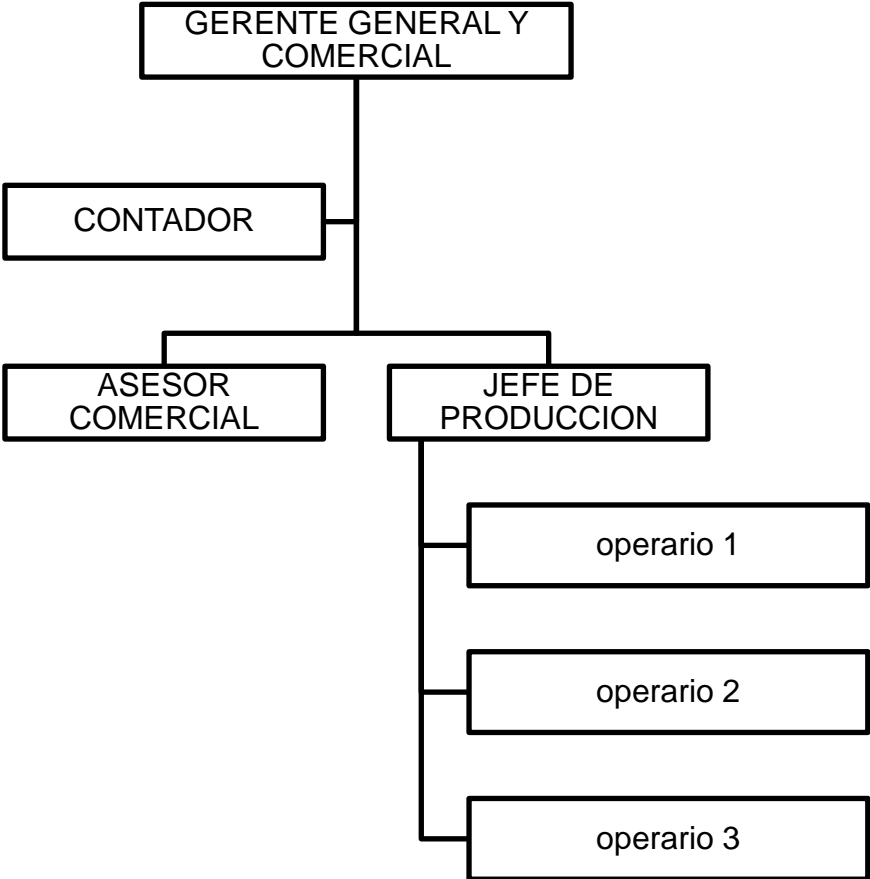 GERENTE GENERAL Y
COMERCIAL
CONTADOR
ASESOR
COMERCIAL
JEFE DE
PRODUCCION
operario 1
operario 2
operario 3